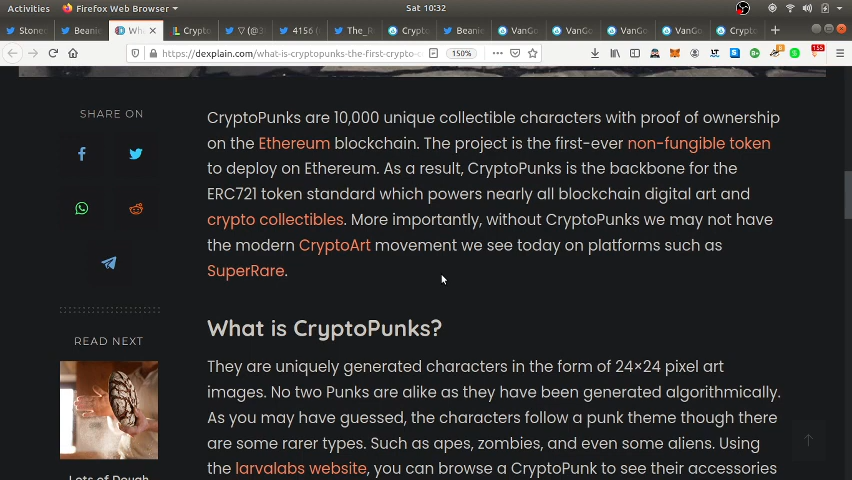 Activities
Firefox Web Browser
Sat 10:32
Stone
Beanie
Wh
Crypto
▽ (@3
4156
The_R
Crypto
Beanie
VanGo
VanGo
VanGo
VanGo
Crypto
https://dexplain.com/what-is-cryptopunks-the-first-crypto-c
150%
155
SHARE ON
CryptoPunks are 10,000 unique collectible characters with proof of ownership
on the Ethereum blockchain. The project is the first-ever non-fungible token
to deploy on Ethereum. As a result, CryptoPunks is the backbone for the
ERC721 token standard which powers nearly all blockchain digital art and
crypto collectibles. More importantly, without CryptoPunks we may not have
the modern CryptoArt movement we see today on platforms such as
SuperRare.
READ NEXT
Lots of Dough
What is CryptoPunks?
They are uniquely generated characters in the form of 24×24 pixel art
images. No two Punks are alike as they have been generated algorithmically.
As you may have guessed, the characters follow a punk theme though there
are some rarer types. Such as apes, zombies, and even some aliens. Using
the larvalabs website, you can browse a CryptoPunk to see their accessories